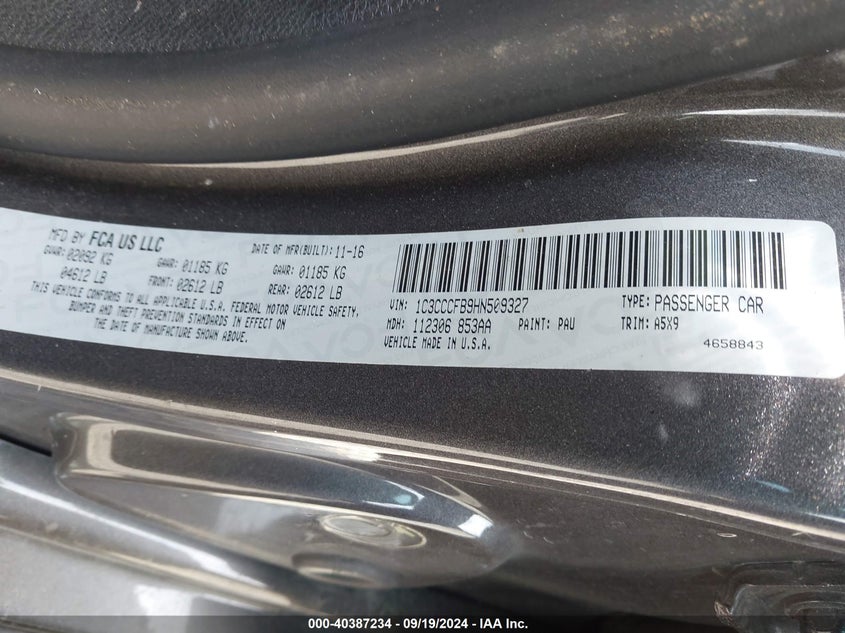 MFD BY FCA US LLC
DATE OF MFR(BUILT): 11-16
GVWR: 02092 KG
GAWR: 01185 KG
GAWR: 01185 KG
04612 LB
FRONT: 02612 LB
REAR: 02612 LB
THIS VEHICLE CONFORMS TO ALL APPLICABLE U.S.A. FEDERAL MOTOR VEHICLE SAFETY,
BUMPER AND THEFT PREVENTION STANDARDS IN EFFECT ON
THE DATE OF MANUFACTURE SHOWN ABOVE.
VIN: 1C3CCCFB9HN509327
TYPE: PASSENGER CAR
MDH: 112306 853AA
PAINT: PAU
TRIM: A5X9
VEHICLE MADE IN U.S.A.
4658843
000-40387234 - 09/19/2024 - IAA Inc.